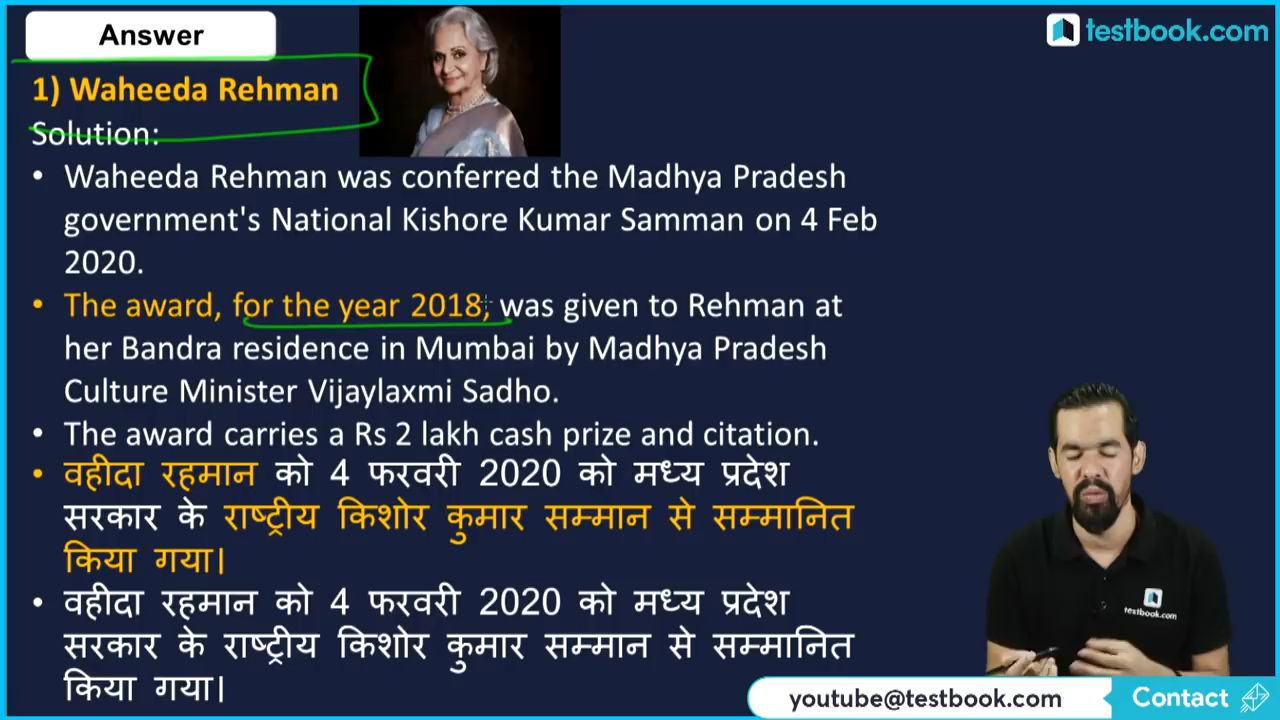 Answer
testbook.com
1) Waheeda Rehman
Solution:
• Waheeda Rehman was conferred the Madhya Pradesh
government's National Kishore Kumar Samman on 4 Feb
2020.
• The award, for the year 2018, was given to Rehman at
her Bandra residence in Mumbai by Madhya Pradesh
Culture Minister Vijaylaxmi Sadho.
• The award carries a Rs 2 lakh cash prize and citation.
• वहीदा रहमान को 4 फरवरी 2020 को मध्य प्रदेश
सरकार के राष्ट्रीय किशोर कुमार सम्मान से सम्मानित
किया गया।
• वहीदा रहमान को 4 फरवरी 2020 को मध्य प्रदेश
सरकार के राष्ट्रीय किशोर कुमार सम्मान से सम्मानित
किया गया।
testbook.com
youtube@testbook.com
Contact